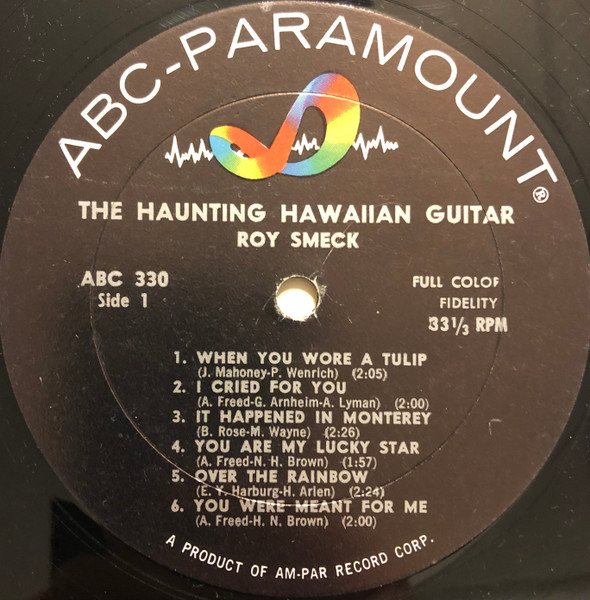 ABC-PARAMOUNT®
THE HAUNTING HAWAIIAN GUITAR
ROY SMECK
ABC 330
Side 1
FULL COLOR
FIDELITY
33 1/3 RPM
1. WHEN YOU WORE A TULIP
(J. Mahoney-P. Wenrich) (2:05)
2. I CRIED FOR YOU
(A. Freed-G. Arnheim-A. Lyman) (2:00)
3. IT HAPPENED IN MONTEREY
(B. Rose-M. Wayne) (2:26)
4. YOU ARE MY LUCKY STAR
(A. Freed-N. H. Brown) (1:57)
5. OVER THE RAINBOW
(E. Y. Harburg-H. Arlen) (2:24)
6. YOU WERE MEANT FOR ME
(A. Freed-H. N. Brown) (2:00)
A PRODUCT OF AM-PAR RECORD CORP.